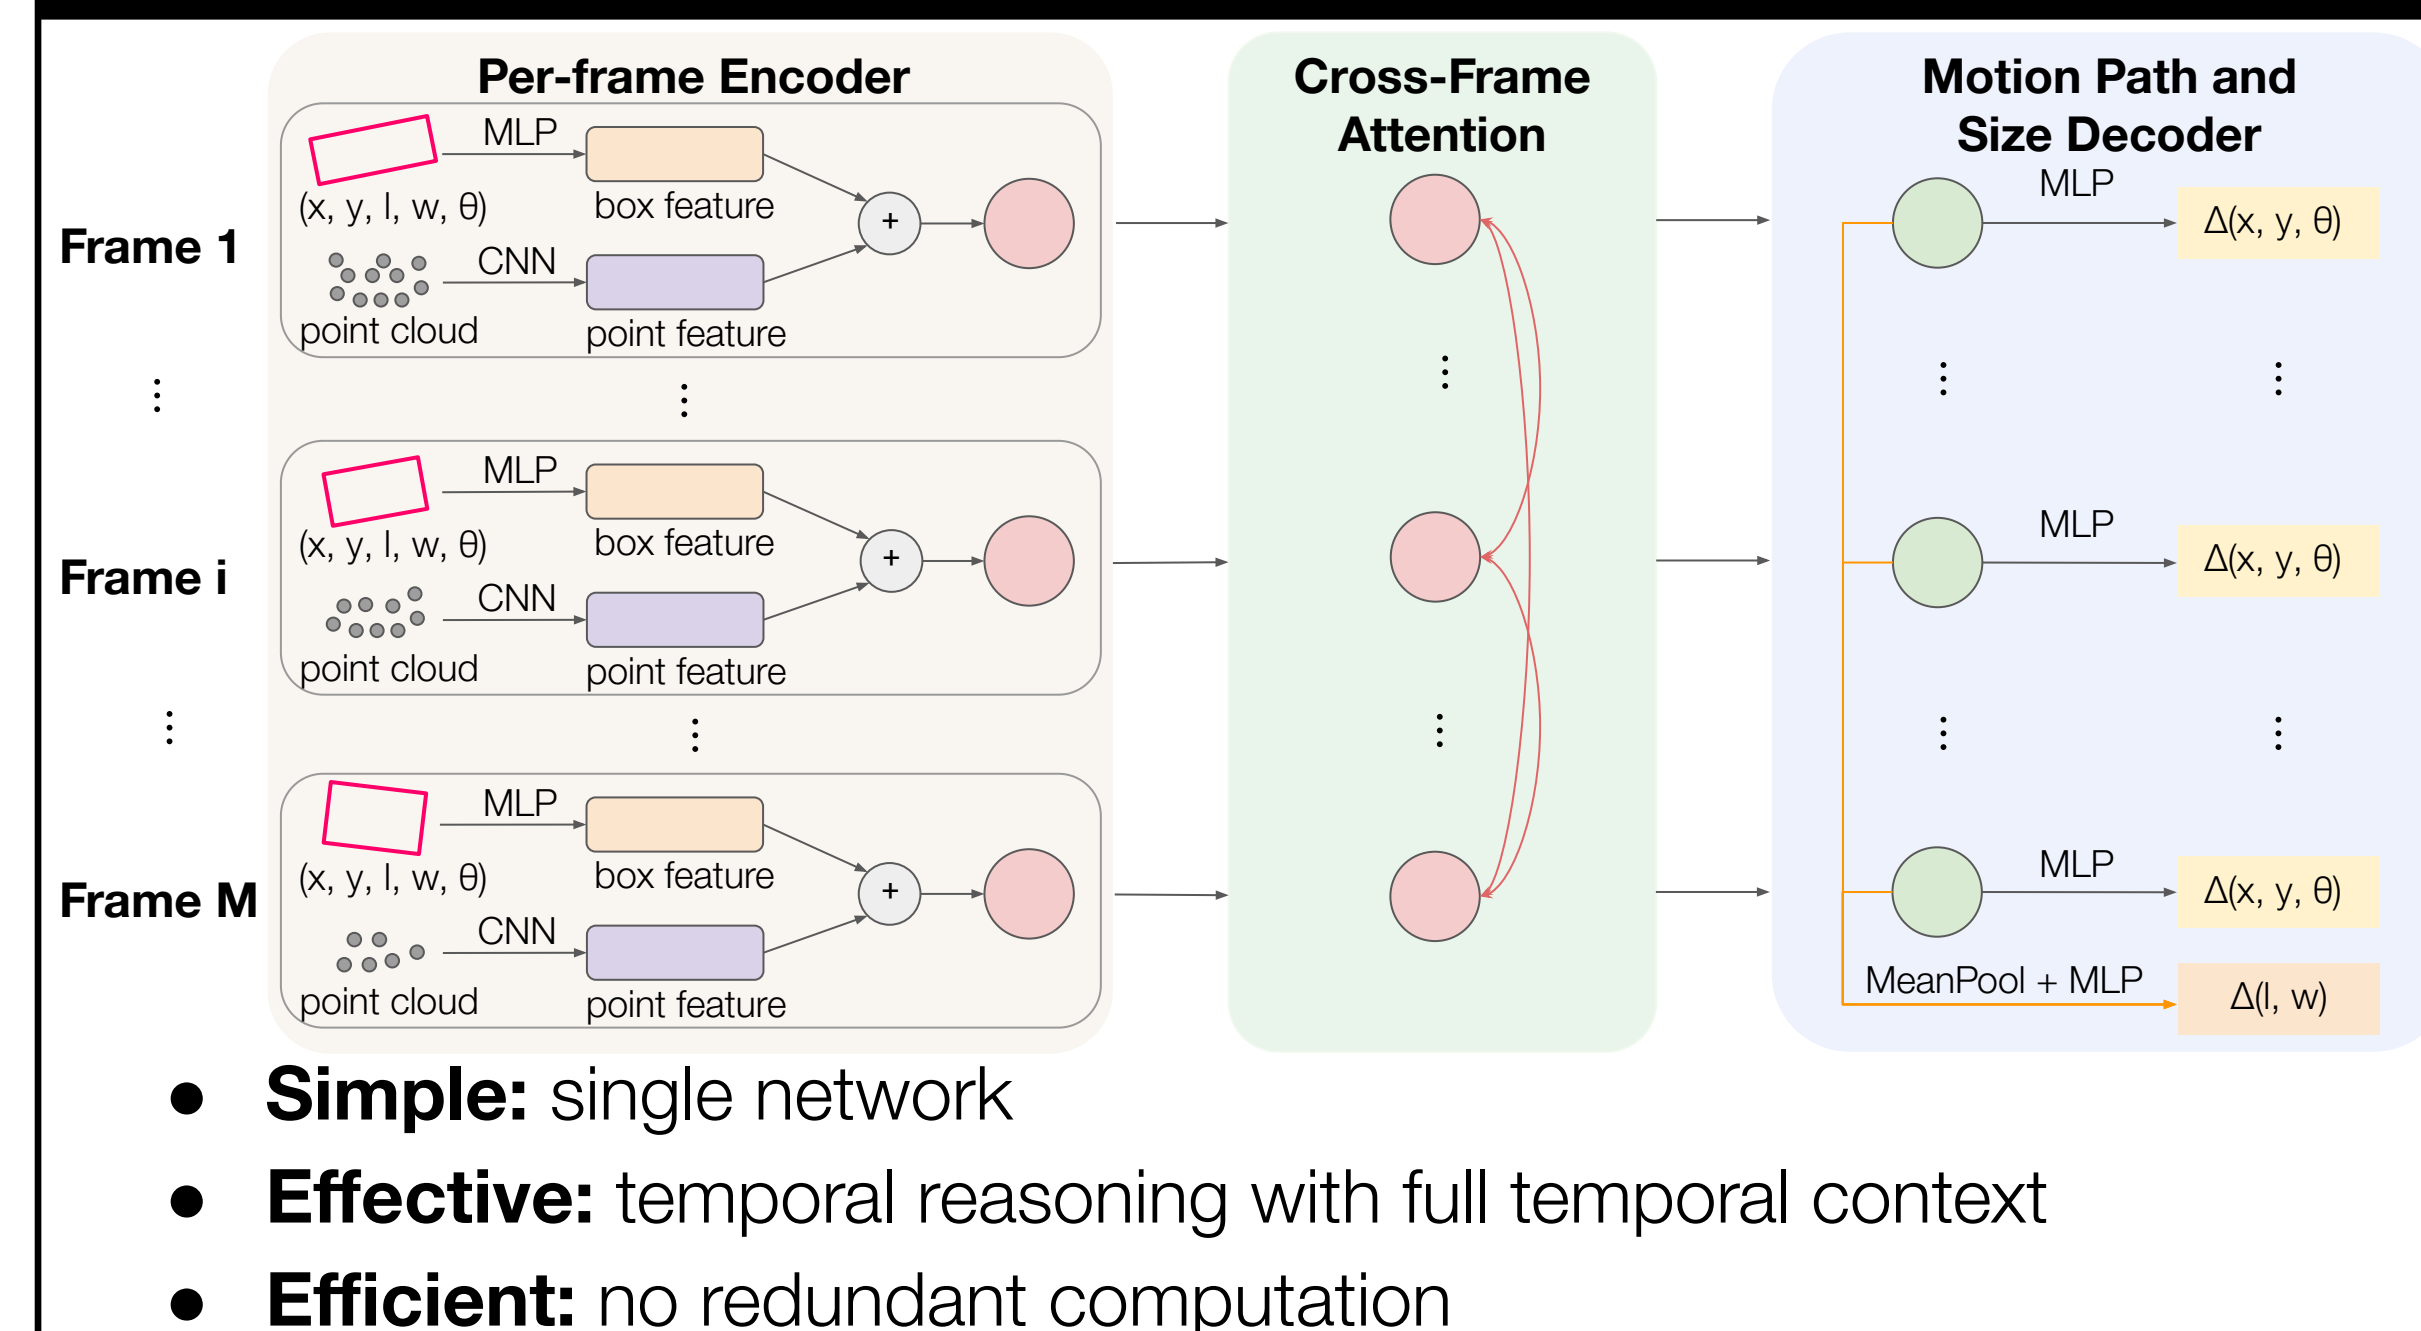 Per-frame Encoder
Cross-Frame
Attention
Motion Path and
Size Decoder
Frame 1
(x, y, l, w, θ)
MLP
box feature
point cloud
CNN
point feature
+
MLP
Δ(x, y, θ)
Frame i
(x, y, l, w, θ)
MLP
box feature
point cloud
CNN
point feature
+
MLP
Δ(x, y, θ)
Frame M
(x, y, l, w, θ)
MLP
box feature
point cloud
CNN
point feature
+
MLP
Δ(x, y, θ)
MeanPool + MLP
Δ(l, w)
● Simple: single network
● Effective: temporal reasoning with full temporal context
● Efficient: no redundant computation